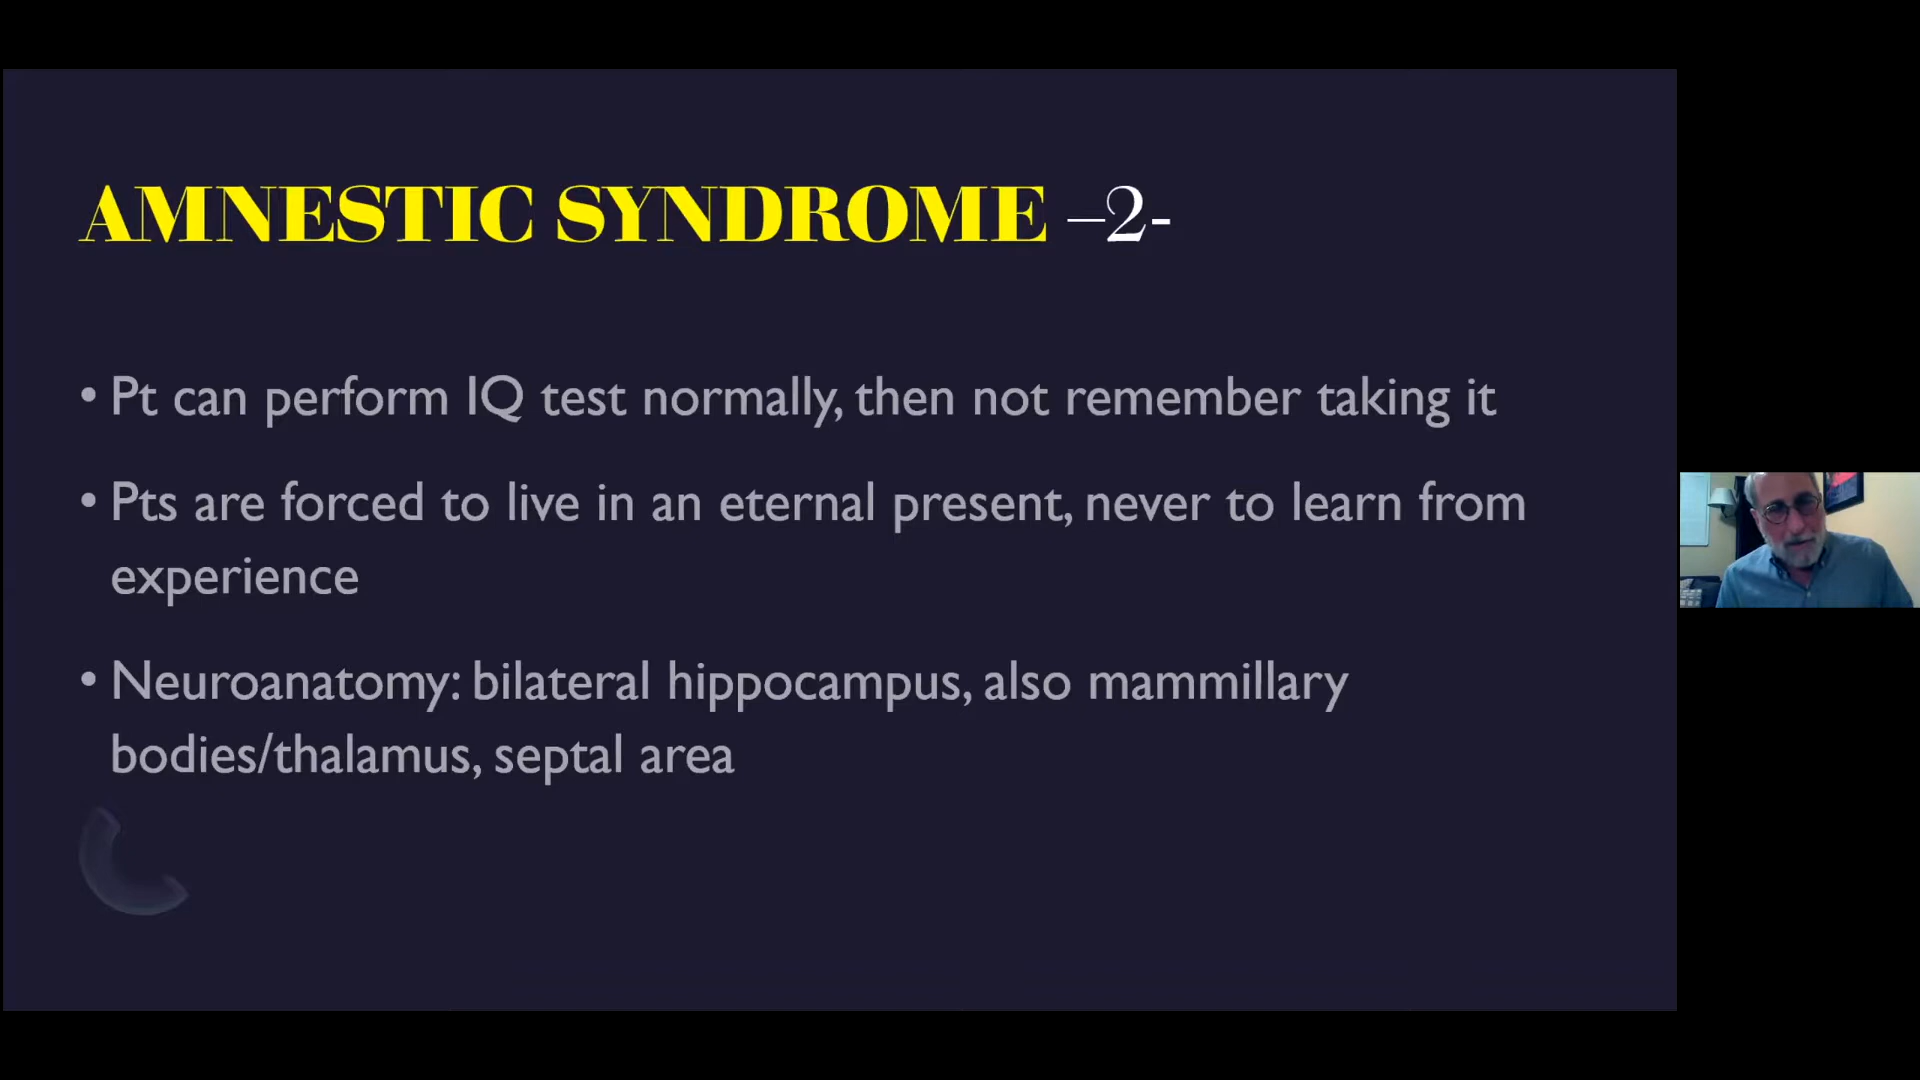 AMNESTIC SYNDROME –2-
• Pt can perform IQ test normally, then not remember taking it
• Pts are forced to live in an eternal present, never to learn from
experience
• Neuroanatomy: bilateral hippocampus, also mammillary
bodies/thalamus, septal area